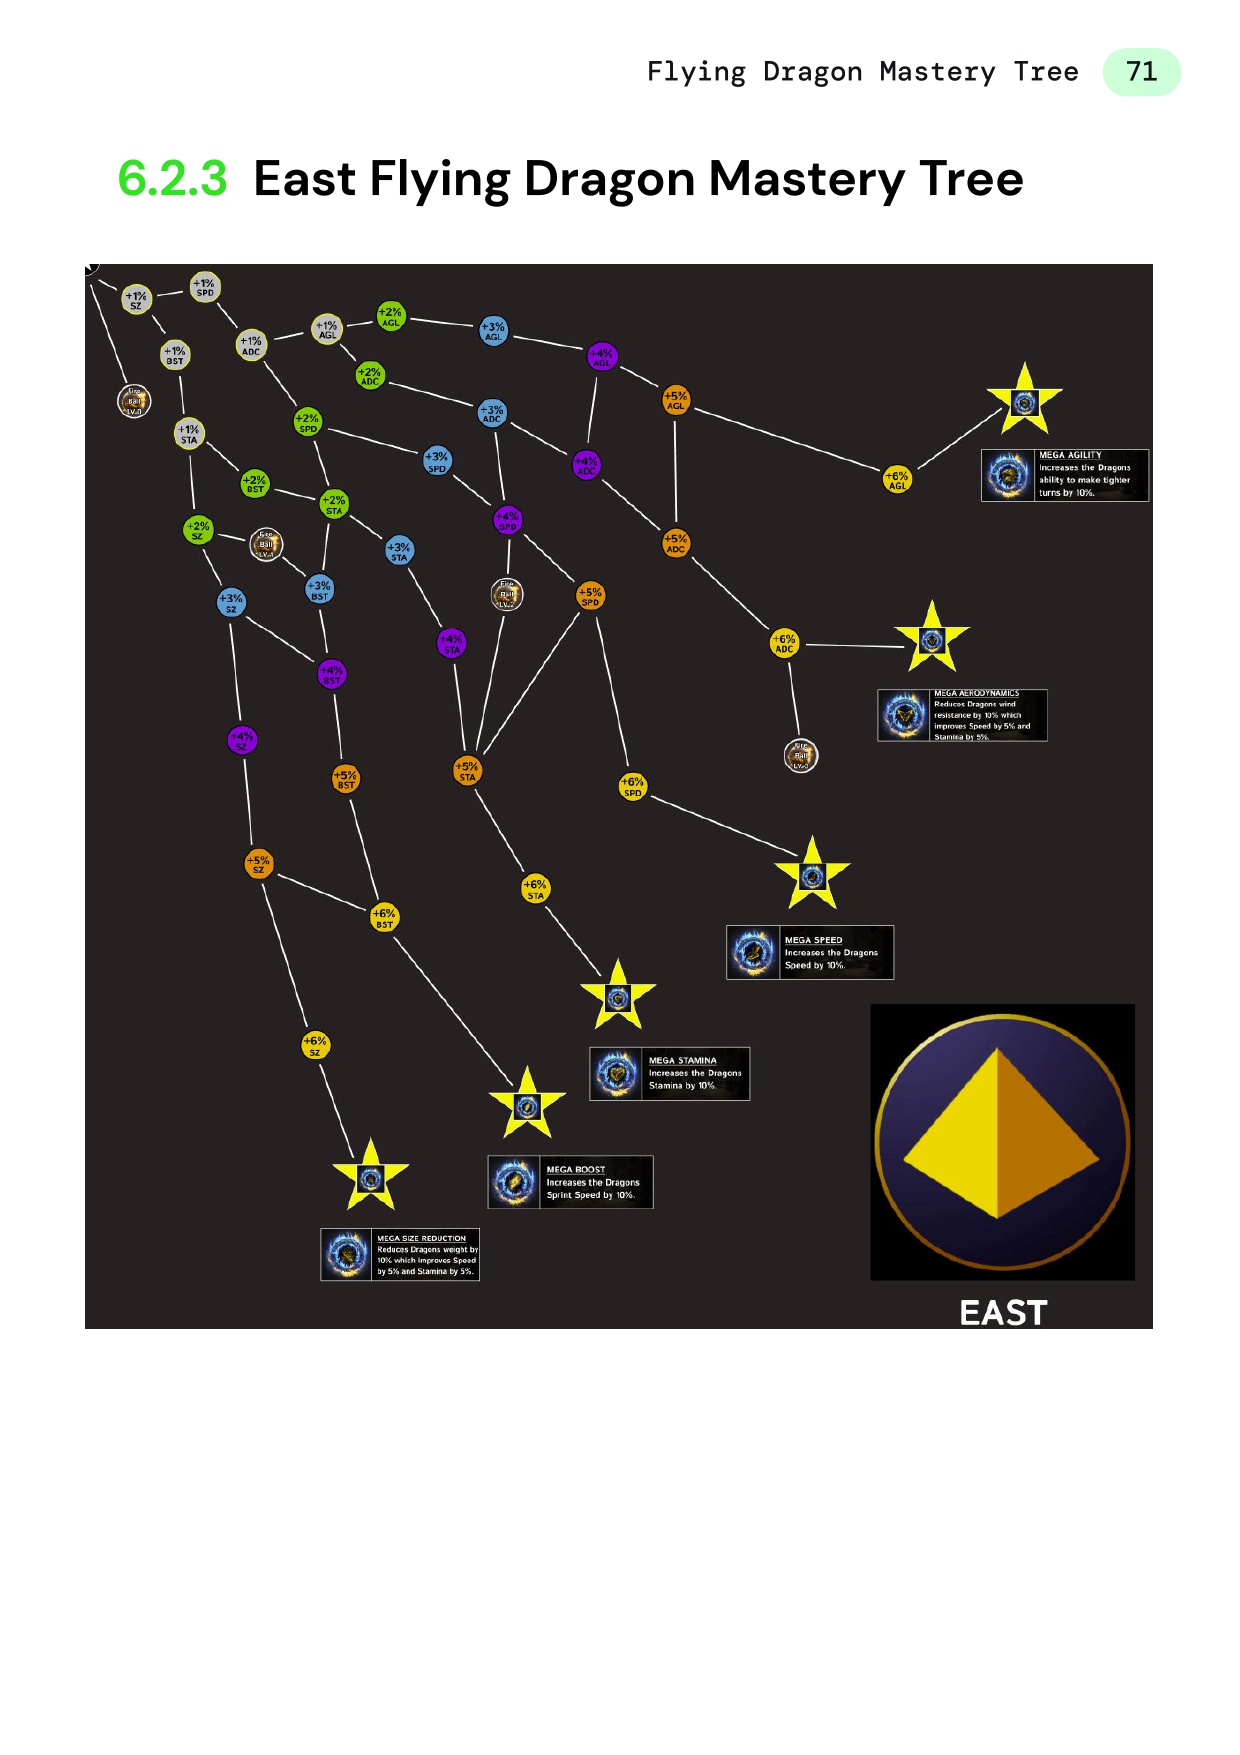 Flying Dragon Mastery Tree 71
6.2.3 East Flying Dragon Mastery Tree
+1%
SZ
+1%
SPD
+1%
BST
+1%
ADC
+1%
AGL
+2%
AGL
+3%
AGL
+4%
AGL
+2%
ADC
+5%
AGL
Fire
Ball
LV.0
+3%
ADC
+2%
SPD
+1%
STA
+3%
SPD
+4%
ADC
+6%
AGL
MEGA AGILITY
Increases the Dragons
ability to make tighter
turns by 10%.
+2%
BST
+2%
STA
+4%
SPD
+2%
SZ
Fire
Ball
LV.1
+3%
STA
+5%
ADC
+3%
BST
+3%
SZ
Fire
Ball
LV.2
+5%
SPD
+4%
STA
+6%
ADC
+4%
BST
MEGA AERODYNAMICS
Reduces Dragons wind
resistance by 10% which
improves Speed by 5% and
Stamina by 5%.
+4%
SZ
Fire
Ball
LV.3
+5%
BST
+5%
STA
+6%
SPD
+5%
SZ
+6%
STA
+6%
BST
MEGA SPEED
Increases the Dragons
Speed by 10%.
+6%
SZ
MEGA STAMINA
Increases the Dragons
Stamina by 10%.
MEGA BOOST
Increases the Dragons
Sprint Speed by 10%.
MEGA SIZE REDUCTION
Reduces Dragons weight by
10% which improves Speed
by 5% and Stamina by 5%.
EAST